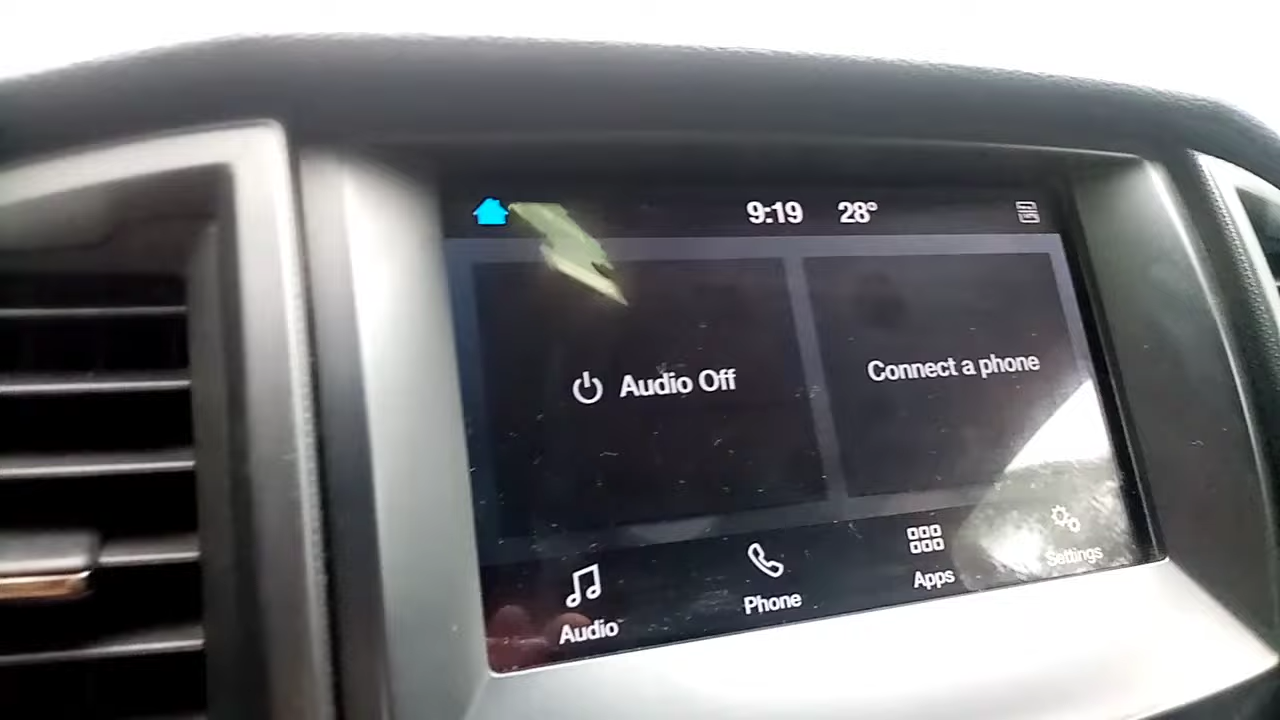 9:19 28°
Audio Off
Connect a phone
Audio
Phone
Apps
Settings